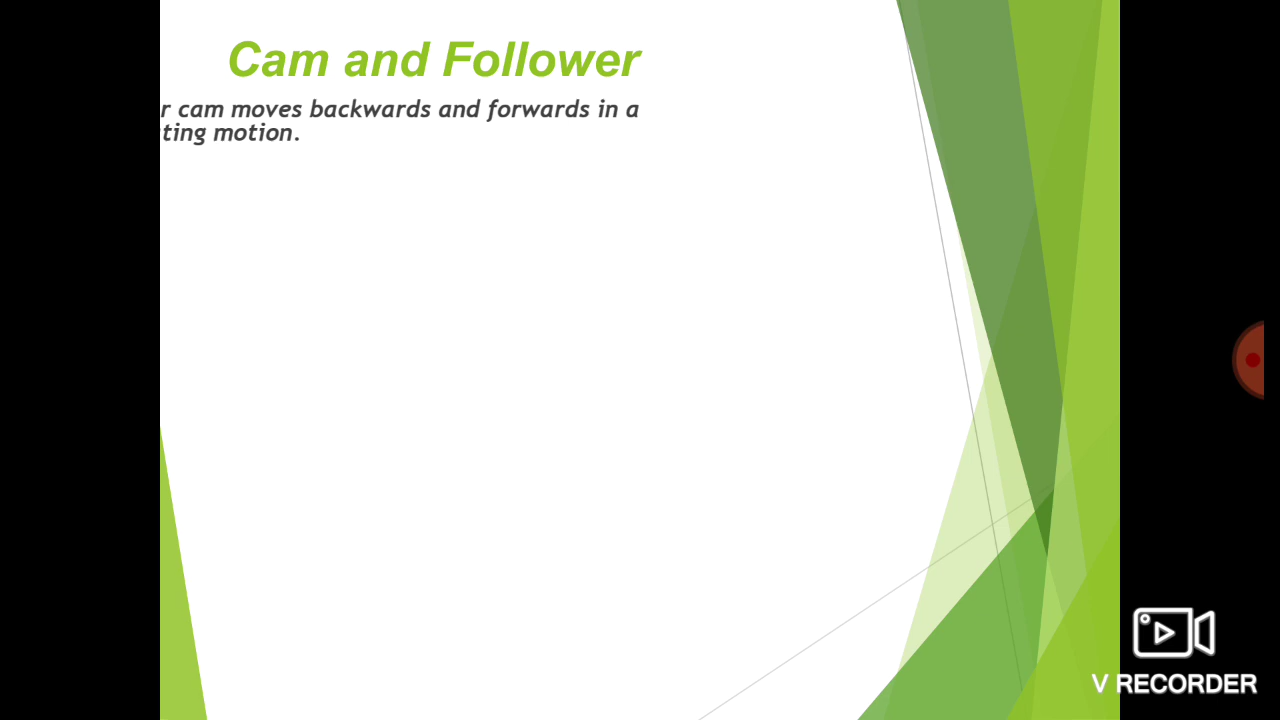 Cam and Follower
r cam moves backwards and forwards in a
ting motion.
V RECORDER